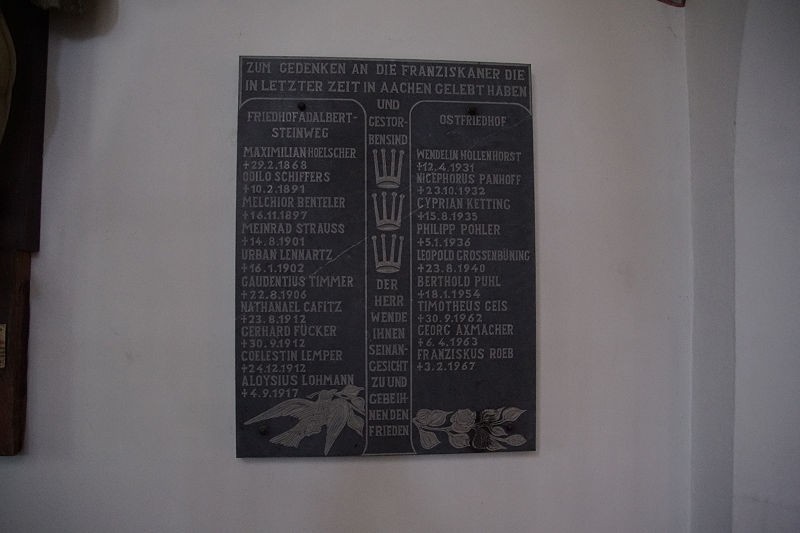 ZUM GEDENKEN AN DIE FRANZISKANER DIE
IN LETZTER ZEIT IN AACHEN GELEBT HABEN
UND
GESTOR-
BEN SIND
FRIEDHOF ADALBERT-
STEINWEG
MAXIMILIAN HOELSCHER
+29.2.1868
ODILO SCHIFFERS
+10.2.1891
MELCHIOR BENTELER
+16.11.1897
MEINRAD STRAUSS
+14.8.1901
URBAN LENNARTZ
+16.1.1902
GAUDENTIUS TIMMER
+22.8.1906
NATHANAEL CAFITZ
+23.8.1912
GERHARD FÜCKER
+30.9.1912
COELESTIN LEMPER
+24.12.1912
ALOYSIUS LOHMANN
+4.9.1917
DER
HERR
WENDE
IHNEN
SEIN AN-
GESICHT
ZU UND
GEBE IH-
NEN DEN
FRIEDEN
OSTFRIEDHOF
WENDELIN HOLLENHORST
+12.4.1931
NICEPHORUS PANHOFF
+23.10.1932
CYPRIAN KETTING
+15.8.1935
PHILIPP POHLER
+5.1.1936
LEOPOLD GROSSENBÜNING
+23.8.1940
BERTHOLD PUHL
+18.1.1954
TIMOTHEUS GEIS
+30.9.1962
GEORG AXMACHER
+6.4.1963
FRANZISKUS ROEB
+3.2.1967